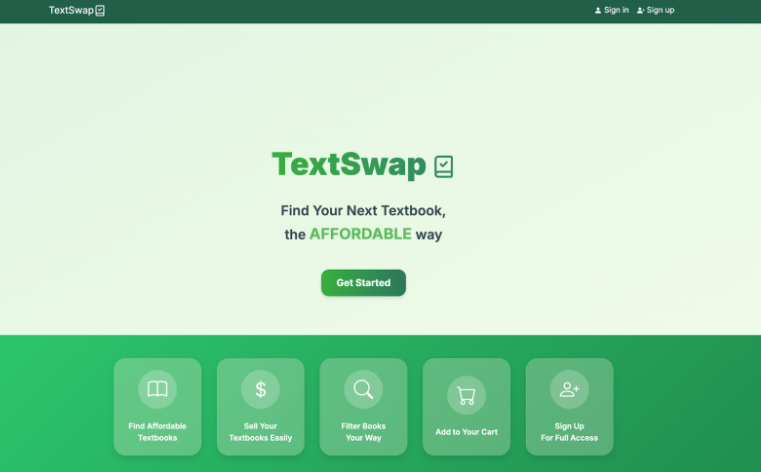 TextSwap
Sign in
Sign up
TextSwap
Find Your Next Textbook,
the AFFORDABLE way
Get Started
Find Affordable
Textbooks
$
Sell Your
Textbooks Easily
Filter Books
Your Way
Add to Your Cart
Sign Up
For Full Access